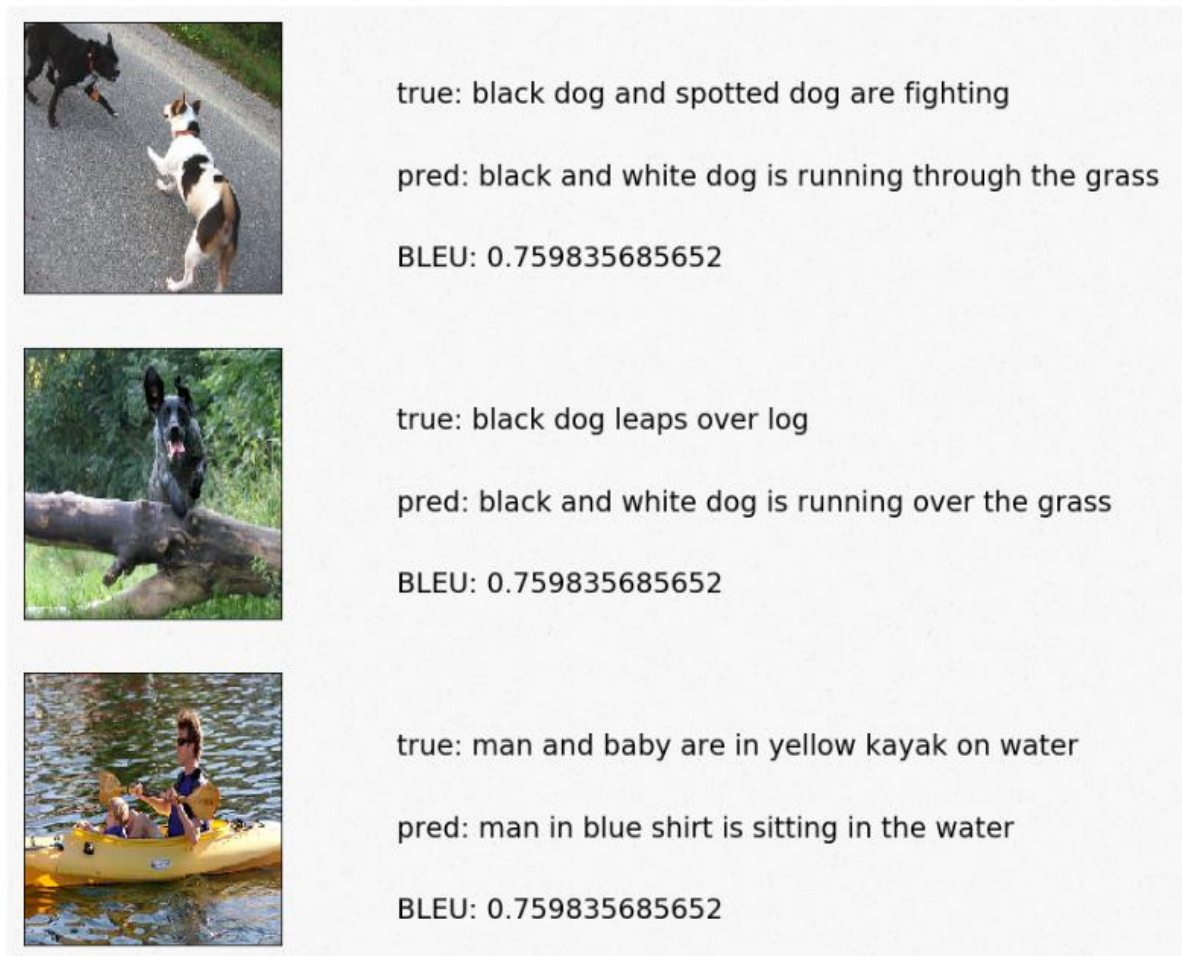 true: black dog and spotted dog are fighting
pred: black and white dog is running through the grass
BLEU: 0.759835685652
true: black dog leaps over log
pred: black and white dog is running over the grass
BLEU: 0.759835685652
true: man and baby are in yellow kayak on water
pred: man in blue shirt is sitting in the water
BLEU: 0.759835685652